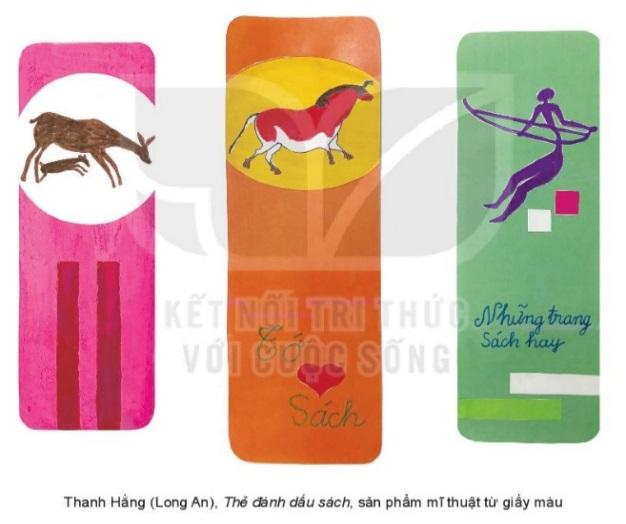 KẾT NỐI TRI THỨC
VỚI CUỘC SỐNG
Tớ
Sách
Những trang
Sách hay
Thanh Hằng (Long An), Thẻ đánh dấu sách, sản phẩm mĩ thuật từ giấy màu